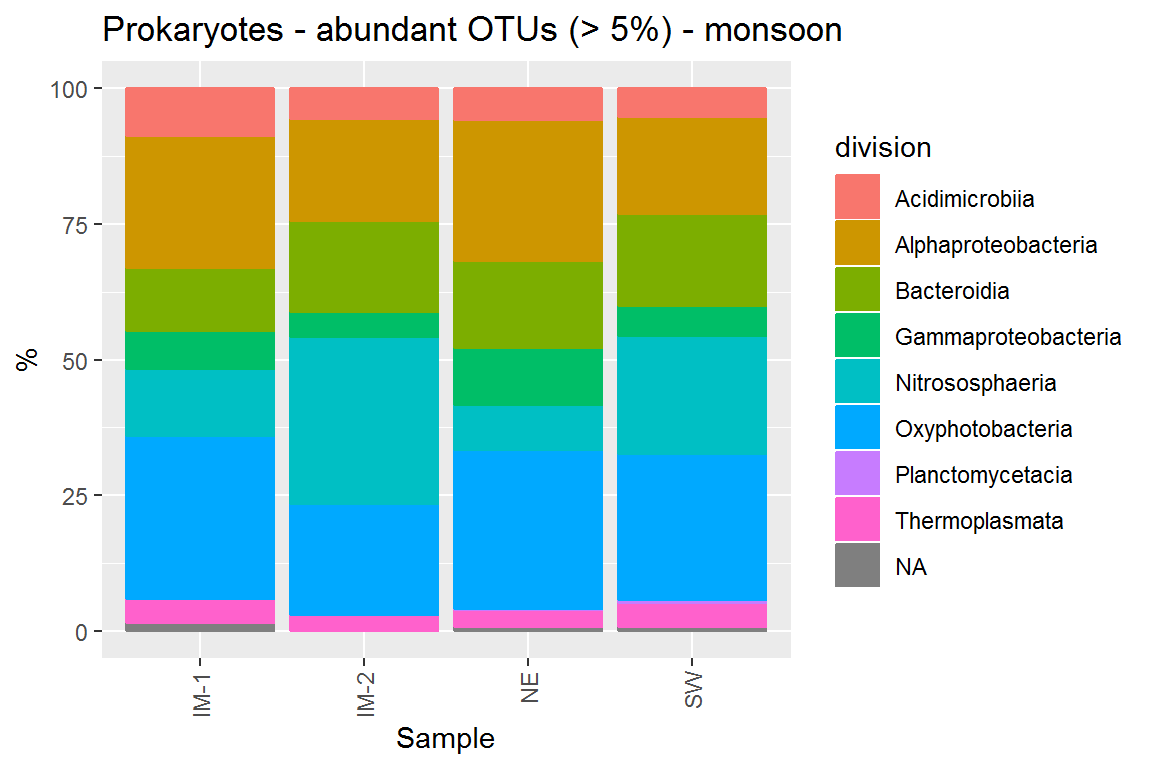 Prokaryotes - abundant OTUs (> 5%) - monsoon
100
75
50
25
0
%
IM-1
IM-2
NE
SW
Sample
division
Acidimicrobiia
Alphaproteobacteria
Bacteroidia
Gammaproteobacteria
Nitrososphaeria
Oxyphotobacteria
Planctomycetacia
Thermoplasmata
NA